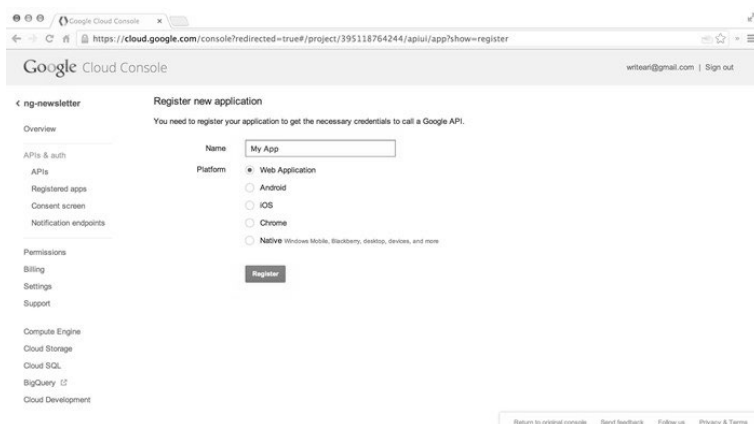 Google Cloud Console
https://cloud.google.com/console?redirected=true#/project/395118764244/apiui/app?show=register
Google Cloud Console
writeari@gmail.com | Sign out
< ng-newsletter
Overview
APIs & auth
APIs
Registered apps
Consent screen
Notification endpoints
Permissions
Billing
Settings
Support
Compute Engine
Cloud Storage
Cloud SQL
BigQuery
Cloud Development
Register new application
You need to register your application to get the necessary credentials to call a Google API.
Name My App
Platform Web Application
Android
iOS
Chrome
Native Windows Mobile, Blackberry, desktop, devices, and more
Register
Return to original console Send feedback Follow us Privacy & Terms